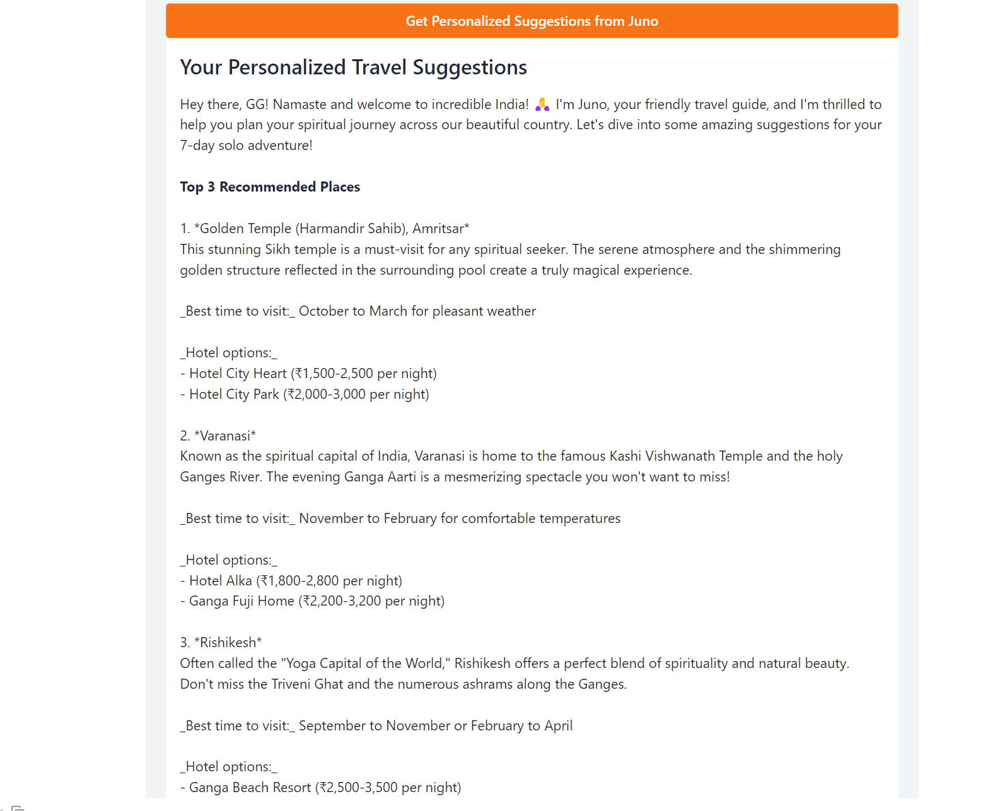 Get Personalized Suggestions from Juno
Your Personalized Travel Suggestions
Hey there, GG! Namaste and welcome to incredible India! 🙏 I'm Juno, your friendly travel guide, and I'm thrilled to
help you plan your spiritual journey across our beautiful country. Let's dive into some amazing suggestions for your
7-day solo adventure!
Top 3 Recommended Places
1. *Golden Temple (Harmandir Sahib), Amritsar*
This stunning Sikh temple is a must-visit for any spiritual seeker. The serene atmosphere and the shimmering
golden structure reflected in the surrounding pool create a truly magical experience.
_Best time to visit:_ October to March for pleasant weather
_Hotel options:_
- Hotel City Heart (₹1,500-2,500 per night)
- Hotel City Park (₹2,000-3,000 per night)
2. *Varanasi*
Known as the spiritual capital of India, Varanasi is home to the famous Kashi Vishwanath Temple and the holy
Ganges River. The evening Ganga Aarti is a mesmerizing spectacle you won't want to miss!
_Best time to visit:_ November to February for comfortable temperatures
_Hotel options:_
- Hotel Alka (₹1,800-2,800 per night)
- Ganga Fuji Home (₹2,200-3,200 per night)
3. *Rishikesh*
Often called the "Yoga Capital of the World," Rishikesh offers a perfect blend of spirituality and natural beauty.
Don't miss the Triveni Ghat and the numerous ashrams along the Ganges.
_Best time to visit:_ September to November or February to April
_Hotel options:_
- Ganga Beach Resort (₹2,500-3,500 per night)